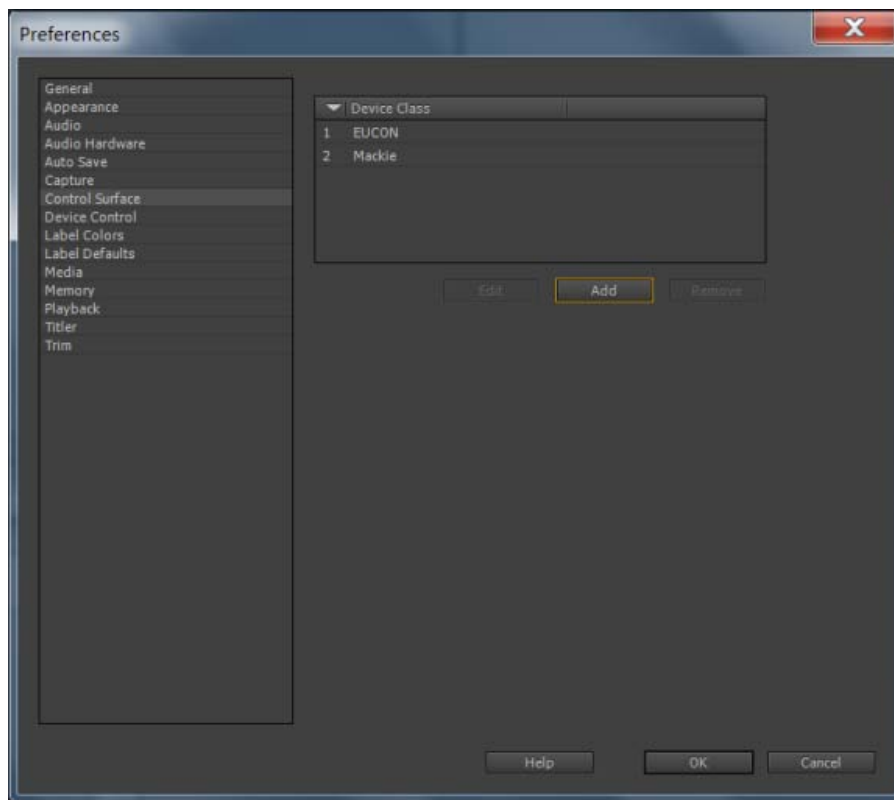 Preferences
General
Appearance
Audio
Audio Hardware
Auto Save
Capture
Control Surface
Device Control
Label Colors
Label Defaults
Media
Memory
Playback
Titler
Trim
Device Class
1 EUCON
2 Mackie
Edit Add Remove
Help OK Cancel